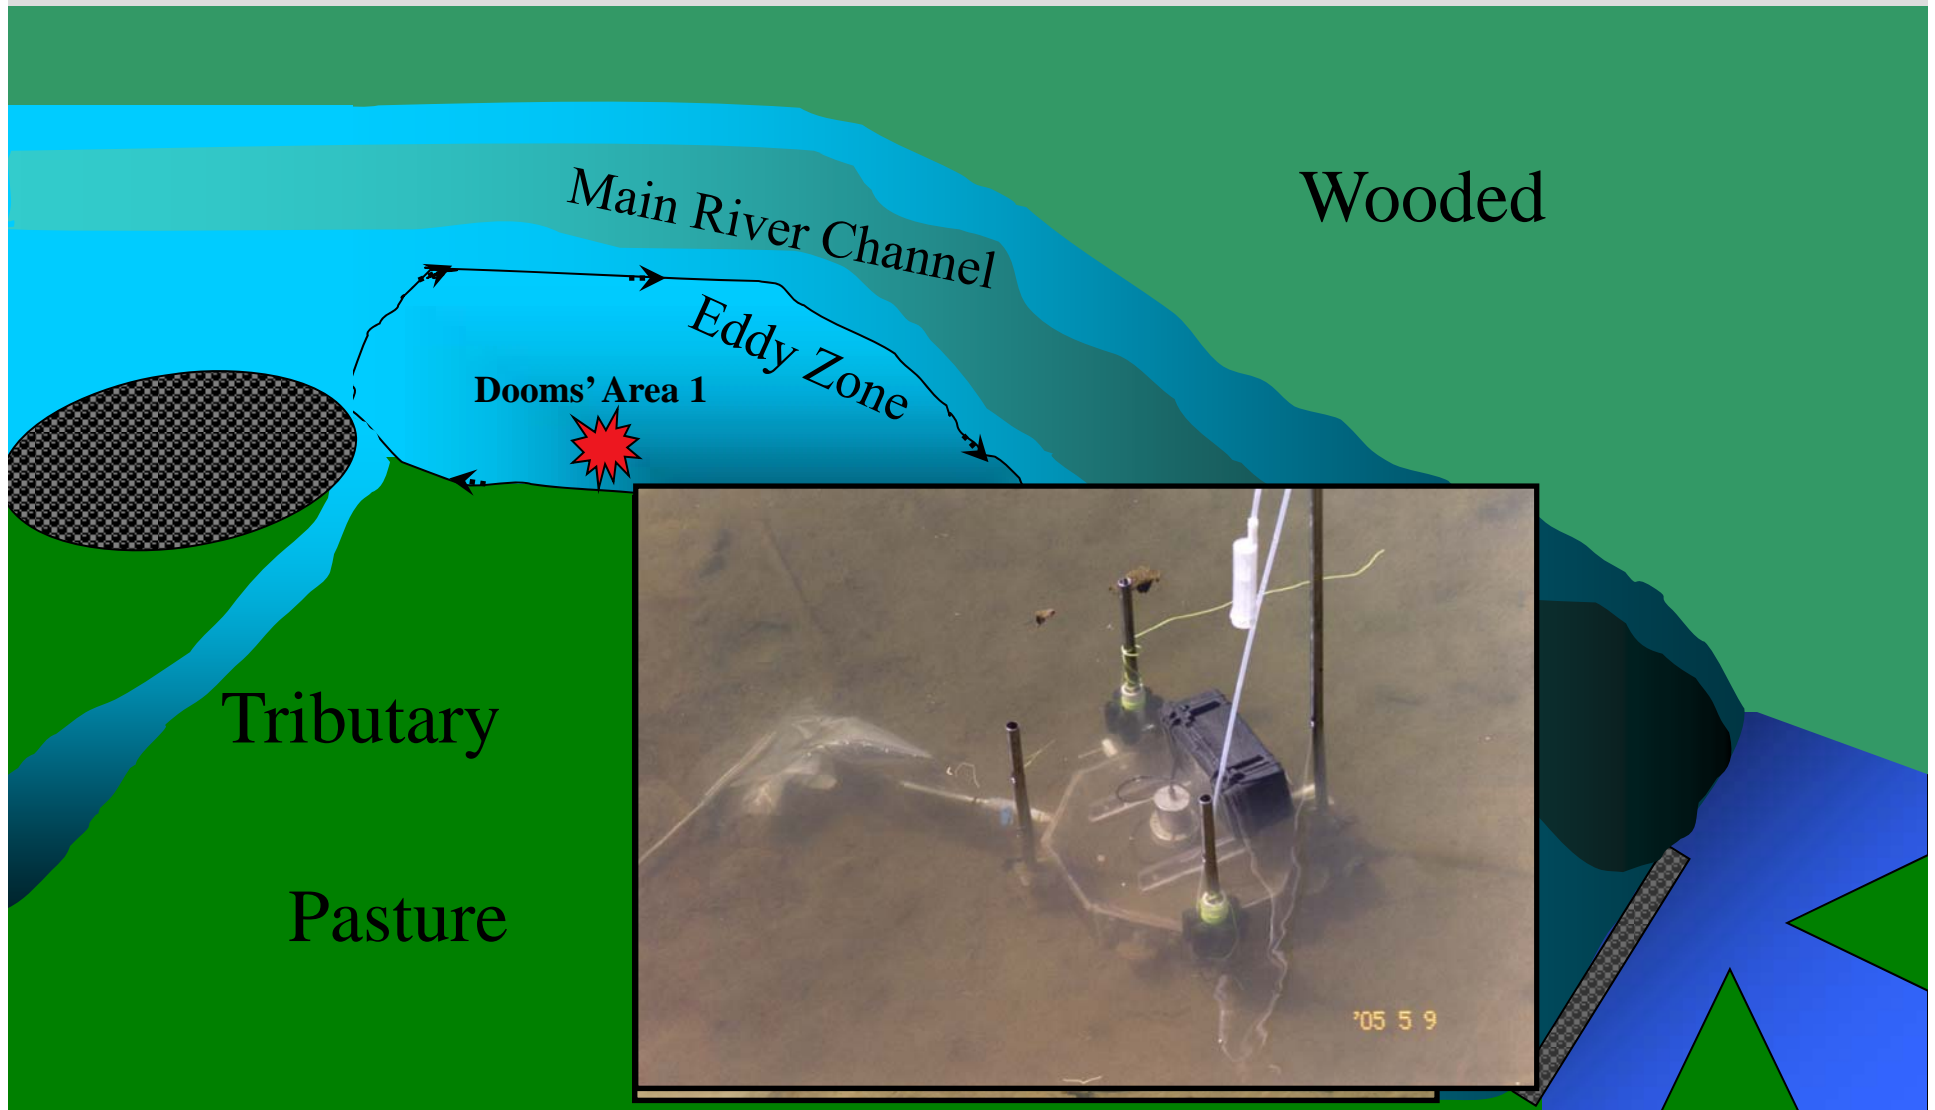 Wooded
Main River Channel
Eddy Zone
Dooms' Area 1
Tributary
Pasture
'05 5 9